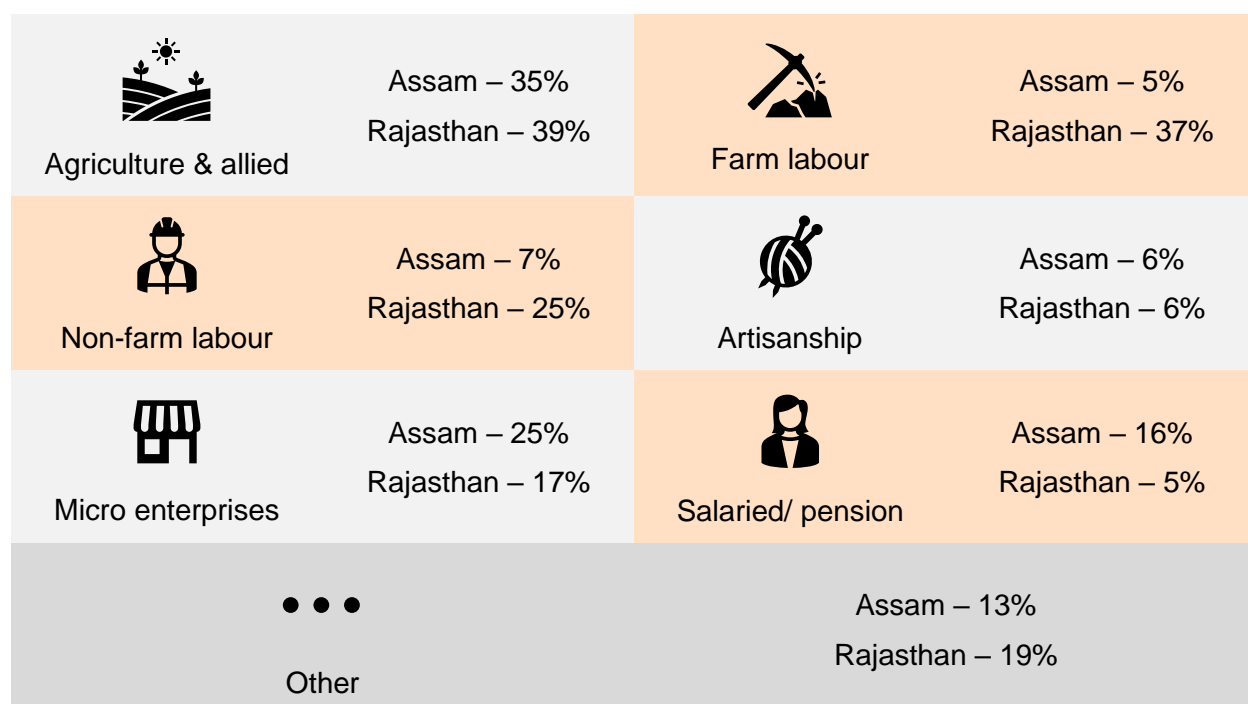 Assam – 35%
Rajasthan – 39%
Agriculture & allied
Assam – 5%
Rajasthan – 37%
Farm labour
Assam – 7%
Rajasthan – 25%
Non-farm labour
Assam – 6%
Rajasthan – 6%
Artisanship
Assam – 25%
Rajasthan – 17%
Micro enterprises
Assam – 16%
Rajasthan – 5%
Salaried/ pension
Assam – 13%
Rajasthan – 19%
Other